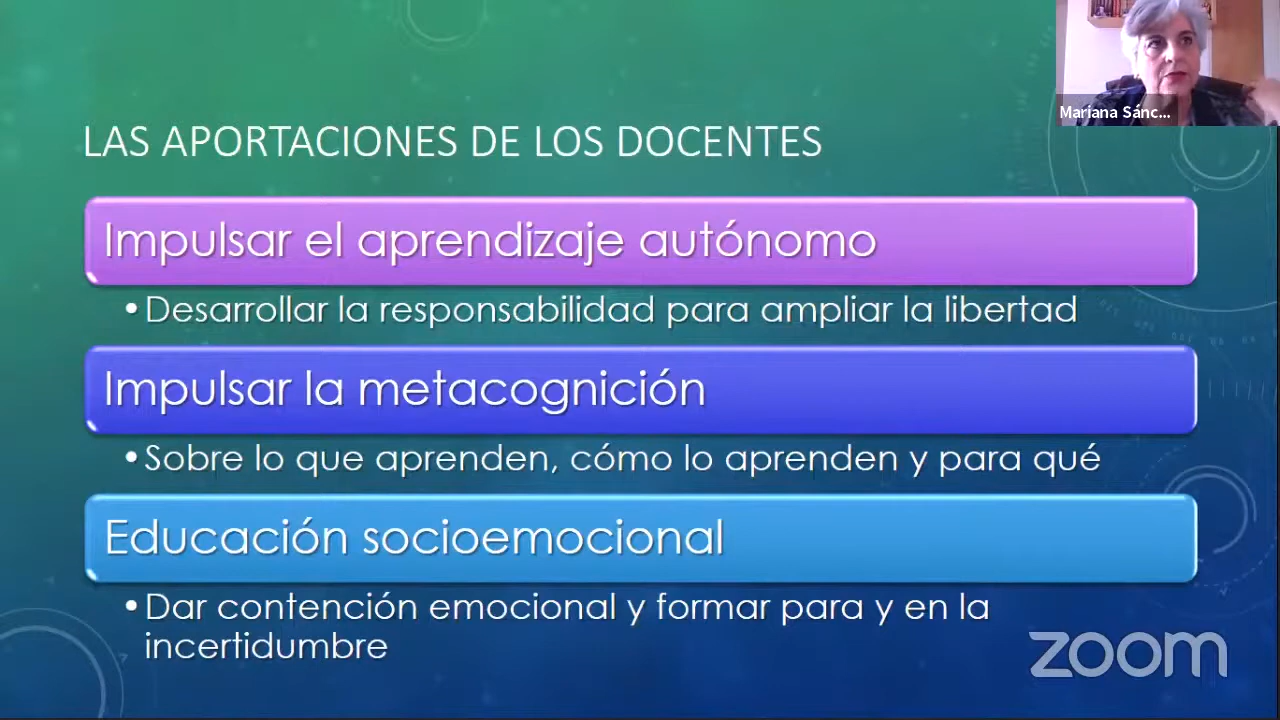 Mariana Sánc...
LAS APORTACIONES DE LOS DOCENTES
Impulsar el aprendizaje autónomo
• Desarrollar la responsabilidad para ampliar la libertad
Impulsar la metacognición
• Sobre lo que aprenden, cómo lo aprenden y para qué
Educación socioemocional
• Dar contención emocional y formar para y en la
incertidumbre
zoom